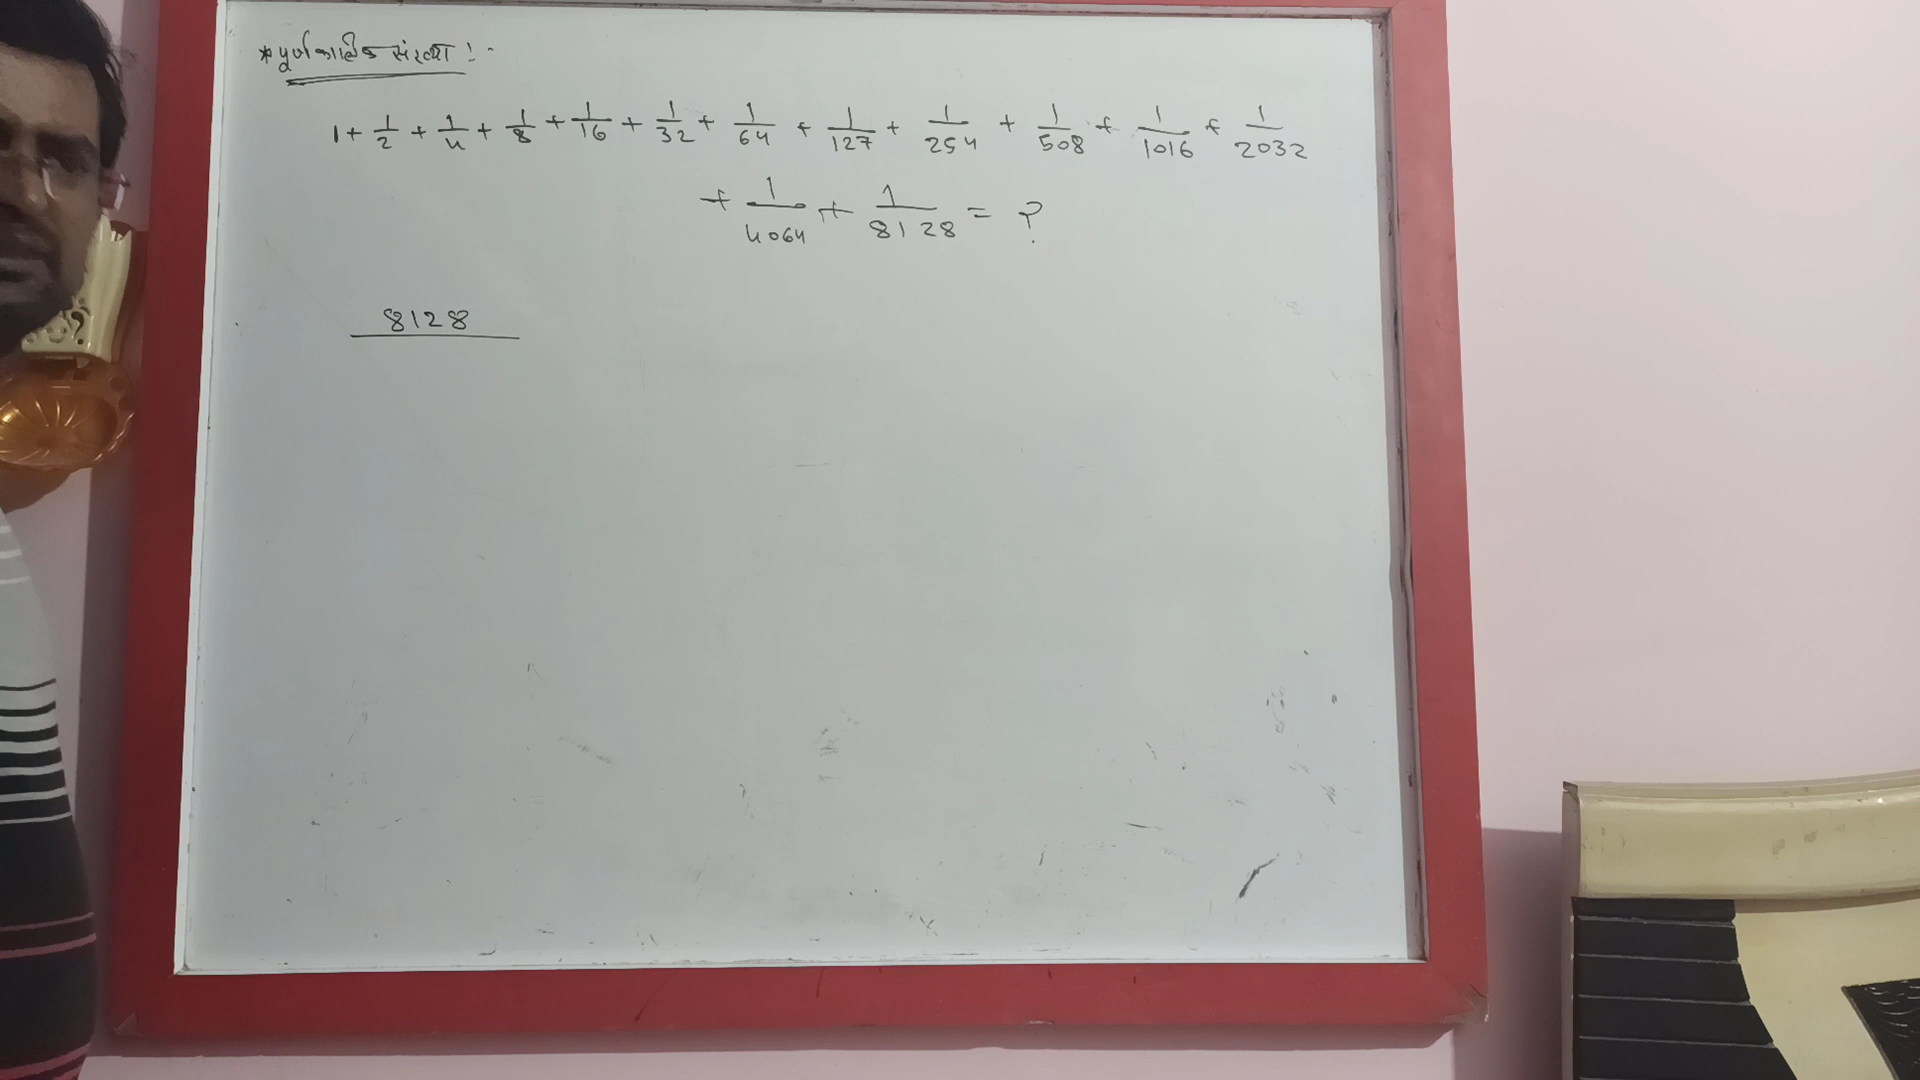 * पूर्णकालिक संख्या :-
1 + 1/2 + 1/4 + 1/8 + 1/16 + 1/32 + 1/64 + 1/127 + 1/254 + 1/508 + 1/1016 + 1/2032
+ 1/4064 + 1/8128 = ?
8128